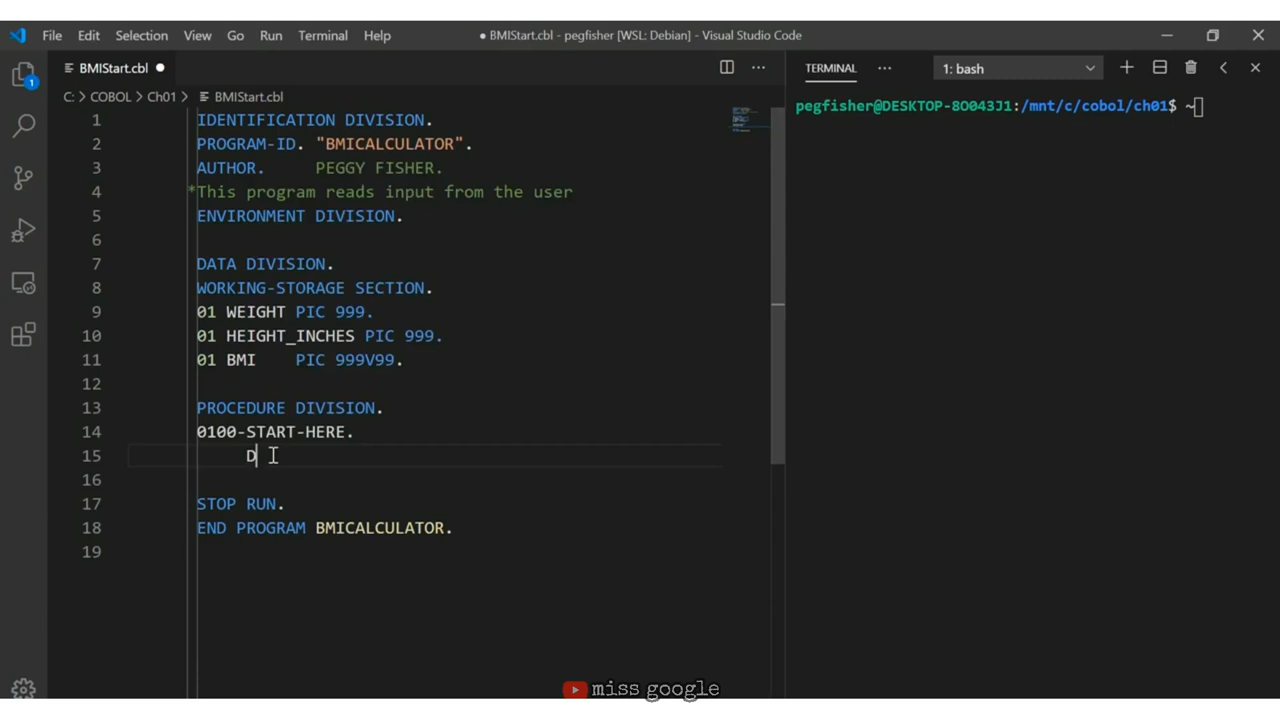 File Edit Selection View Go Run Terminal Help ● BMIStart.cbl - pegfisher [WSL: Debian] - Visual Studio Code
BMIStart.cbl ●
C: > COBOL > Ch01 > BMIStart.cbl
1 IDENTIFICATION DIVISION.
2 PROGRAM-ID. "BMICALCULATOR".
3 AUTHOR. PEGGY FISHER.
4 *This program reads input from the user
5 ENVIRONMENT DIVISION.
6
7 DATA DIVISION.
8 WORKING-STORAGE SECTION.
9 01 WEIGHT PIC 999.
10 01 HEIGHT_INCHES PIC 999.
11 01 BMI PIC 999V99.
12
13 PROCEDURE DIVISION.
14 0100-START-HERE.
15 D
16
17 STOP RUN.
18 END PROGRAM BMICALCULATOR.
19
TERMINAL ··· 1: bash
pegfisher@DESKTOP-8O043J1:/mnt/c/cobol/ch01$ ~
1
miss google